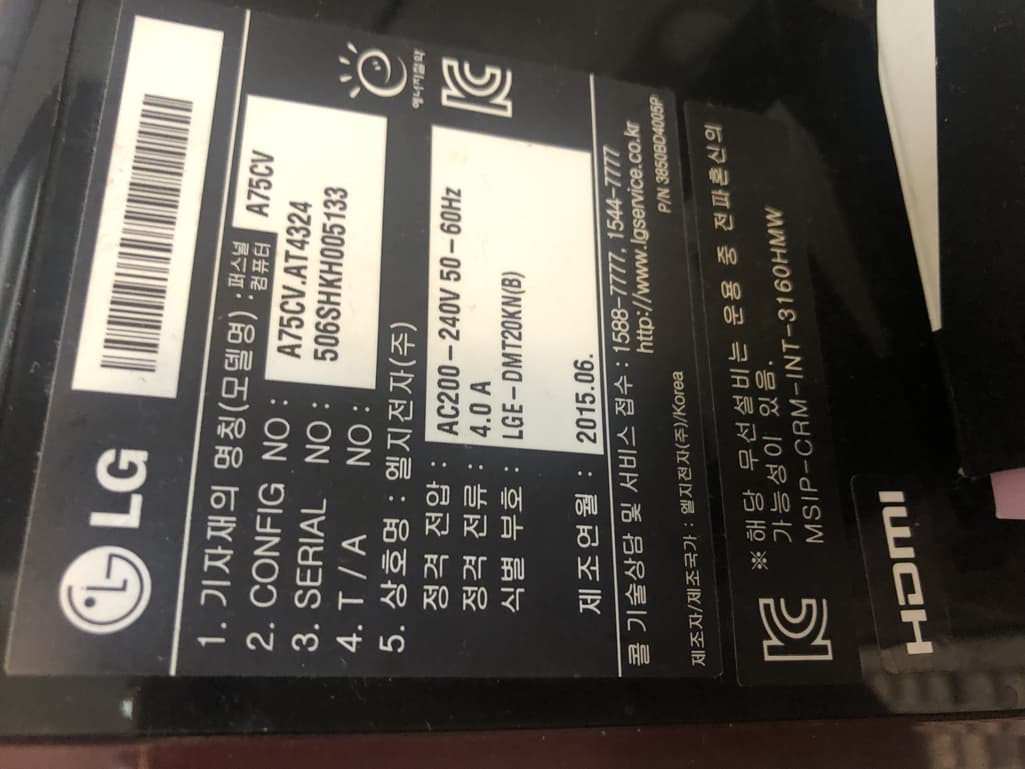 LG
1. 기자재의 명칭(모델명) : 퍼스널 컴퓨터 A75CV
2. CONFIG NO : A75CV.AT4324
3. SERIAL NO : 506SHKH005133
4. T / A NO :
5. 상호명 : 엘지전자(주)
에너지절약
정격 전압 : AC200-240V 50-60Hz
정격 전류 : 4.0 A
식별 부호 : LGE-DMT20KN(B)
제조연월 : 2015.06.
콜 기술상담 및 서비스 접수 : 1588-7777, 1544-7777
http://www.lgservice.co.kr
제조자/제조국가 : 엘지전자(주)/Korea P/N 3850BD4005P
※해당 무선설비는 운용 중 전파혼신의
가능성이 있음.
MSIP-CRM-INT-3160HMW
HDMI